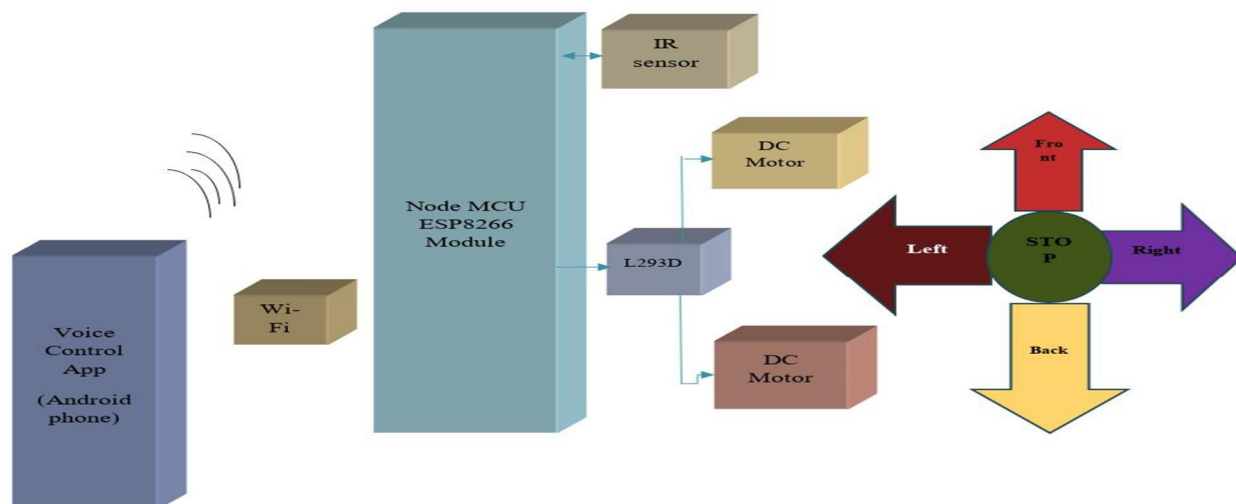 Voice
Control
App
(Android
phone)
Wi-
Fi
Node MCU
ESP8266
Module
IR
sensor
L293D
DC
Motor
DC
Motor
Fro
nt
Left
STO
P
Right
Back